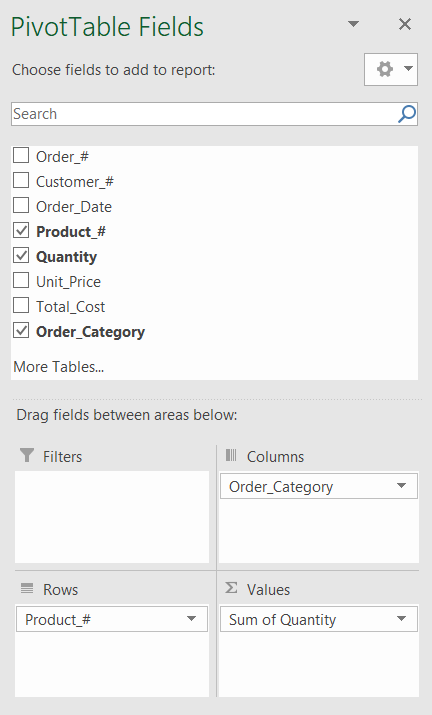 PivotTable Fields
Choose fields to add to report:
Search
Order_#
Customer_#
Order_Date
Product_#
Quantity
Unit_Price
Total_Cost
Order_Category
More Tables...
Drag fields between areas below:
Filters
Columns
Order_Category
Rows
Σ Values
Product_#
Sum of Quantity